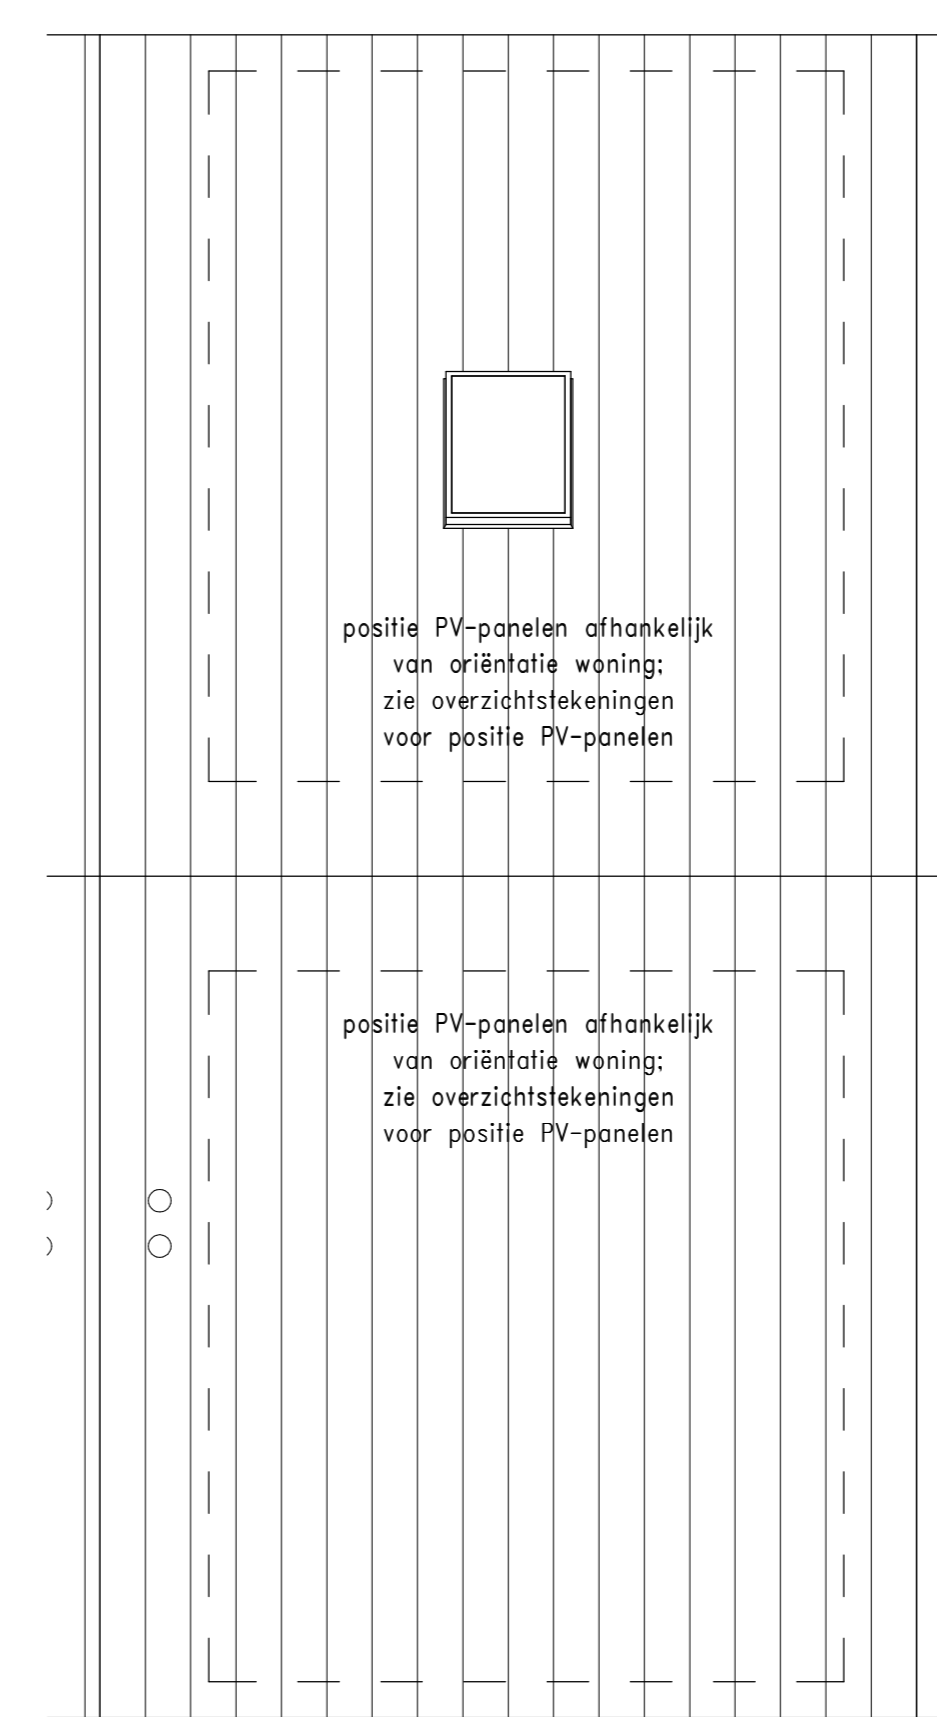 positie PV-panelen afhankelijk
van oriëntatie woning;
zie overzichtstekeningen
voor positie PV-panelen
positie PV-panelen afhankelijk
van oriëntatie woning;
zie overzichtstekeningen
voor positie PV-panelen